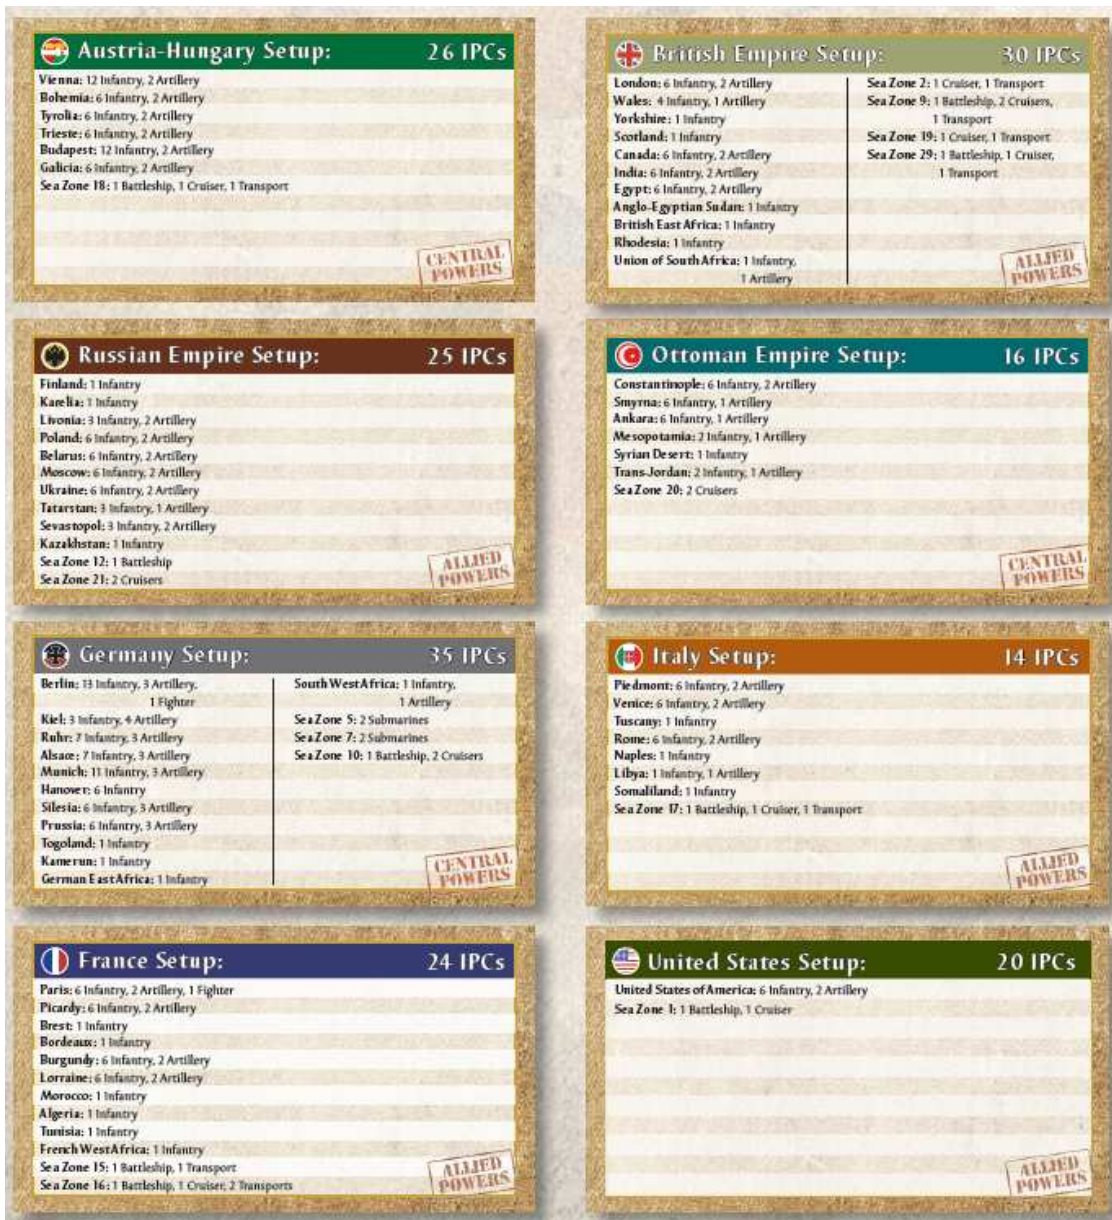 Austria-Hungary Setup: 26 IPCs
Vienna: 12 Infantry, 2 Artillery
Bohemia: 6 Infantry, 2 Artillery
Tyrolia: 6 Infantry, 2 Artillery
Trieste: 6 Infantry, 2 Artillery
Budapest: 12 Infantry, 2 Artillery
Galicia: 6 Infantry, 2 Artillery
Sea Zone 18: 1 Battleship, 1 Cruiser, 1 Transport
CENTRAL
POWERS
British Empire Setup: 30 IPCs
London: 6 Infantry, 2 Artillery
Wales: 4 Infantry, 1 Artillery
Yorkshire: 1 Infantry
Scotland: 1 Infantry
Canada: 6 Infantry, 2 Artillery
India: 6 Infantry, 2 Artillery
Egypt: 6 Infantry, 2 Artillery
Anglo-Egyptian Sudan: 1 Infantry
British East Africa: 1 Infantry
Rhodesia: 1 Infantry
Union of South Africa: 1 Infantry,
1 Artillery
Sea Zone 2: 1 Cruiser, 1 Transport
Sea Zone 9: 1 Battleship, 2 Cruisers,
1 Transport
Sea Zone 19: 1 Cruiser, 1 Transport
Sea Zone 29: 1 Battleship, 1 Cruiser,
1 Transport
ALLIED
POWERS
Russian Empire Setup: 25 IPCs
Finland: 1 Infantry
Karelia: 1 Infantry
Livonia: 3 Infantry, 2 Artillery
Poland: 6 Infantry, 2 Artillery
Belarus: 6 Infantry, 2 Artillery
Moscow: 6 Infantry, 2 Artillery
Ukraine: 6 Infantry, 2 Artillery
Tatarstan: 3 Infantry, 1 Artillery
Sevastopol: 3 Infantry, 2 Artillery
Kazakhstan: 1 Infantry
Sea Zone 12: 1 Battleship
Sea Zone 21: 2 Cruisers
ALLIED
POWERS
Ottoman Empire Setup: 16 IPCs
Constantinople: 6 Infantry, 2 Artillery
Smyrna: 6 Infantry, 1 Artillery
Ankara: 6 Infantry, 1 Artillery
Mesopotamia: 2 Infantry, 1 Artillery
Syrian Desert: 1 Infantry
Trans-Jordan: 2 Infantry, 1 Artillery
Sea Zone 20: 2 Cruisers
CENTRAL
POWERS
Germany Setup: 35 IPCs
Berlin: 13 Infantry, 3 Artillery,
1 Fighter
Kiel: 3 Infantry, 4 Artillery
Ruhr: 7 Infantry, 3 Artillery
Alsace: 7 Infantry, 3 Artillery
Munich: 11 Infantry, 3 Artillery
Hanover: 6 Infantry
Silesia: 6 Infantry, 3 Artillery
Prussia: 6 Infantry, 3 Artillery
Togoland: 1 Infantry
Kamerun: 1 Infantry
German East Africa: 1 Infantry
South West Africa: 1 Infantry,
1 Artillery
Sea Zone 5: 2 Submarines
Sea Zone 7: 2 Submarines
Sea Zone 10: 1 Battleship, 2 Cruisers
CENTRAL
POWERS
Italy Setup: 14 IPCs
Piedmont: 6 Infantry, 2 Artillery
Venice: 6 Infantry, 2 Artillery
Tuscany: 1 Infantry
Rome: 6 Infantry, 2 Artillery
Naples: 1 Infantry
Libya: 1 Infantry, 1 Artillery
Somaliland: 1 Infantry
Sea Zone 17: 1 Battleship, 1 Cruiser, 1 Transport
ALLIED
POWERS
France Setup: 24 IPCs
Paris: 6 Infantry, 2 Artillery, 1 Fighter
Picardy: 6 Infantry, 2 Artillery
Brest: 1 Infantry
Bordeaux: 1 Infantry
Burgundy: 6 Infantry, 2 Artillery
Lorraine: 6 Infantry, 2 Artillery
Morocco: 1 Infantry
Algeria: 1 Infantry
Tunisia: 1 Infantry
French West Africa: 1 Infantry
Sea Zone 15: 1 Battleship, 1 Transport
Sea Zone 16: 1 Battleship, 1 Cruiser, 2 Transports
ALLIED
POWERS
United States Setup: 20 IPCs
United States of America: 6 Infantry, 2 Artillery
Sea Zone 1: 1 Battleship, 1 Cruiser
ALLIED
POWERS